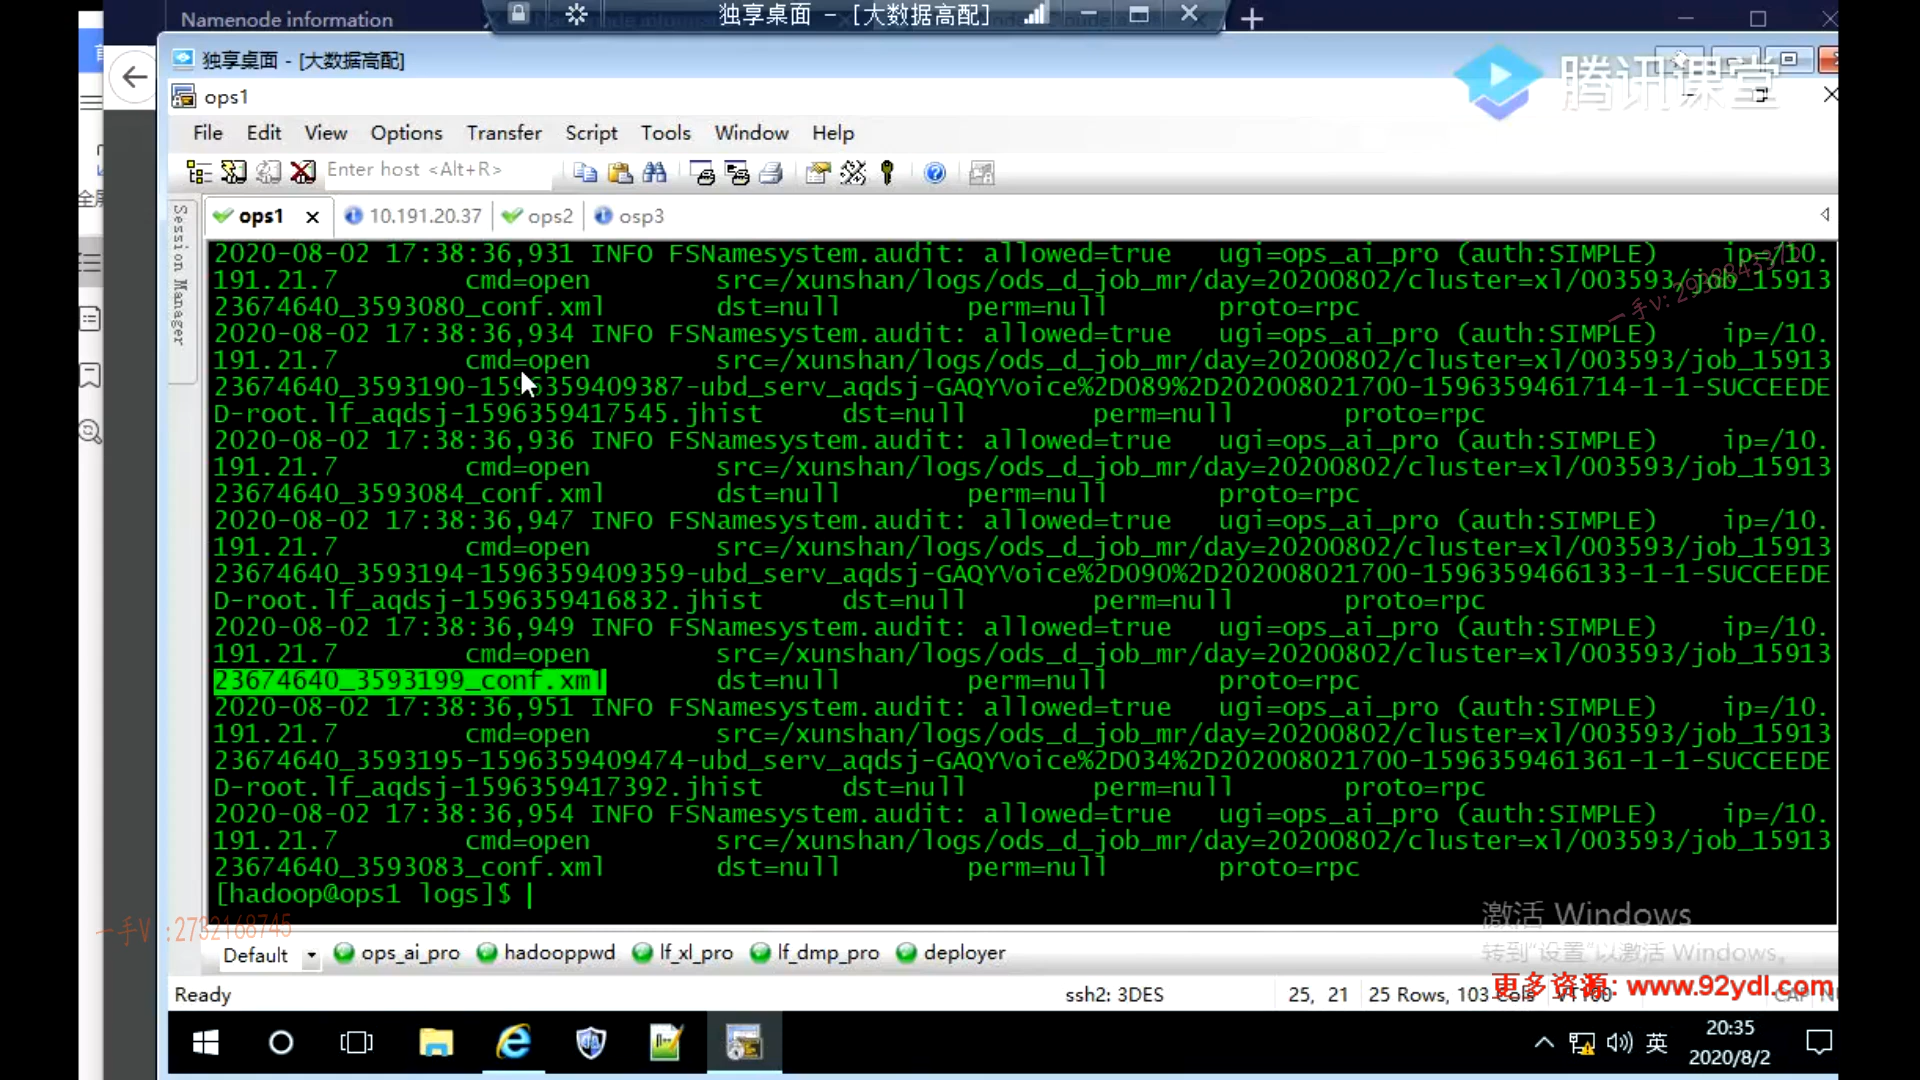 Namenode information
独享桌面 - [大数据高配]
独享桌面 - [大数据高配]
腾讯课堂
ops1
File Edit View Options Transfer Script Tools Window Help
Enter host <Alt+R>
Session Manager
ops1 10.191.20.37 ops2 osp3
2020-08-02 17:38:36,931 INFO FSNamesystem.audit: allowed=true ugi=ops_ai_pro (auth:SIMPLE) ip=/10.
191.21.7 cmd=open src=/xunshan/logs/ods_d_job_mr/day=20200802/cluster=xl/003593/job_15913
23674640_3593080_conf.xml dst=null perm=null proto=rpc
2020-08-02 17:38:36,934 INFO FSNamesystem.audit: allowed=true ugi=ops_ai_pro (auth:SIMPLE) ip=/10.
191.21.7 cmd=open src=/xunshan/logs/ods_d_job_mr/day=20200802/cluster=xl/003593/job_15913
23674640_3593190-1596359409387-ubd_serv_aqdsj-GAQYVoice%2D089%2D202008021700-1596359461714-1-1-SUCCEEDE
D-root.lf_aqdsj-1596359417545.jhist dst=null perm=null proto=rpc
2020-08-02 17:38:36,936 INFO FSNamesystem.audit: allowed=true ugi=ops_ai_pro (auth:SIMPLE) ip=/10.
191.21.7 cmd=open src=/xunshan/logs/ods_d_job_mr/day=20200802/cluster=xl/003593/job_15913
23674640_3593084_conf.xml dst=null perm=null proto=rpc
2020-08-02 17:38:36,947 INFO FSNamesystem.audit: allowed=true ugi=ops_ai_pro (auth:SIMPLE) ip=/10.
191.21.7 cmd=open src=/xunshan/logs/ods_d_job_mr/day=20200802/cluster=xl/003593/job_15913
23674640_3593194-1596359409359-ubd_serv_aqdsj-GAQYVoice%2D090%2D202008021700-1596359466133-1-1-SUCCEEDE
D-root.lf_aqdsj-1596359416832.jhist dst=null perm=null proto=rpc
2020-08-02 17:38:36,949 INFO FSNamesystem.audit: allowed=true ugi=ops_ai_pro (auth:SIMPLE) ip=/10.
191.21.7 cmd=open src=/xunshan/logs/ods_d_job_mr/day=20200802/cluster=xl/003593/job_15913
23674640_3593199_conf.xml dst=null perm=null proto=rpc
2020-08-02 17:38:36,951 INFO FSNamesystem.audit: allowed=true ugi=ops_ai_pro (auth:SIMPLE) ip=/10.
191.21.7 cmd=open src=/xunshan/logs/ods_d_job_mr/day=20200802/cluster=xl/003593/job_15913
23674640_3593195-1596359409474-ubd_serv_aqdsj-GAQYVoice%2D034%2D202008021700-1596359461361-1-1-SUCCEEDE
D-root.lf_aqdsj-1596359417392.jhist dst=null perm=null proto=rpc
2020-08-02 17:38:36,954 INFO FSNamesystem.audit: allowed=true ugi=ops_ai_pro (auth:SIMPLE) ip=/10.
191.21.7 cmd=open src=/xunshan/logs/ods_d_job_mr/day=20200802/cluster=xl/003593/job_15913
23674640_3593083_conf.xml dst=null perm=null proto=rpc
[hadoop@ops1 logs]$
激活 Windows
转到"设置"以激活 Windows。
一手V:2732168745
Default ops_ai_pro hadooppwd lf_xl_pro lf_dmp_pro deployer
更多资源: www.92ydl.com
Ready ssh2: 3DES 25, 21 25 Rows, 103 Cols VT100 CAP
英
20:35
2020/8/2